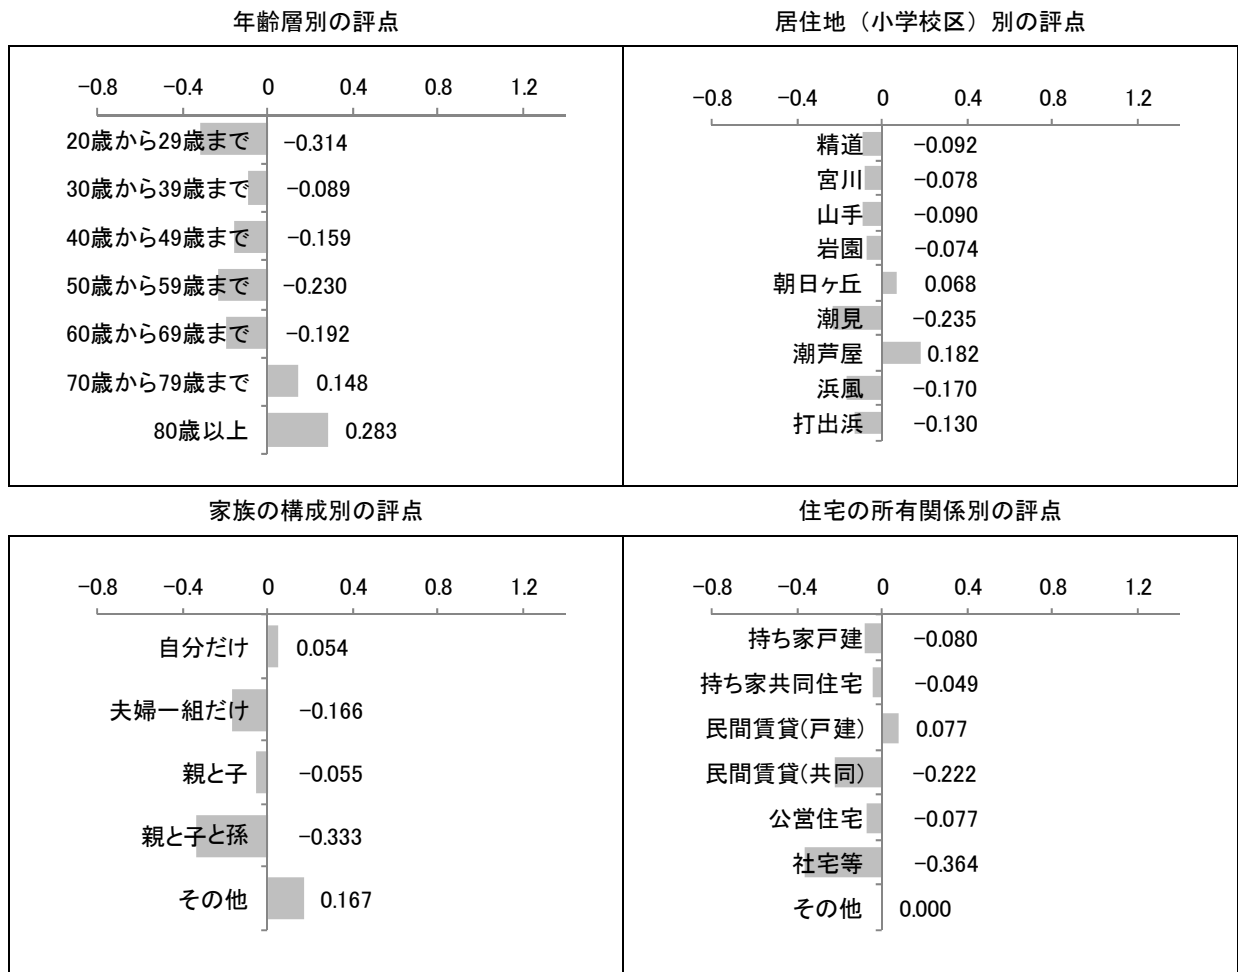 年齢層別の評点
−0.8 −0.4 0 0.4 0.8 1.2
20歳から29歳まで −0.314
30歳から39歳まで −0.089
40歳から49歳まで −0.159
50歳から59歳まで −0.230
60歳から69歳まで −0.192
70歳から79歳まで 0.148
80歳以上 0.283
居住地（小学校区）別の評点
−0.8 −0.4 0 0.4 0.8 1.2
精道 −0.092
宮川 −0.078
山手 −0.090
岩園 −0.074
朝日ヶ丘 0.068
潮見 −0.235
潮芦屋 0.182
浜風 −0.170
打出浜 −0.130
家族の構成別の評点
−0.8 −0.4 0 0.4 0.8 1.2
自分だけ 0.054
夫婦一組だけ −0.166
親と子 −0.055
親と子と孫 −0.333
その他 0.167
住宅の所有関係別の評点
−0.8 −0.4 0 0.4 0.8 1.2
持ち家戸建 −0.080
持ち家共同住宅 −0.049
民間賃貸(戸建) 0.077
民間賃貸(共同) −0.222
公営住宅 −0.077
社宅等 −0.364
その他 0.000